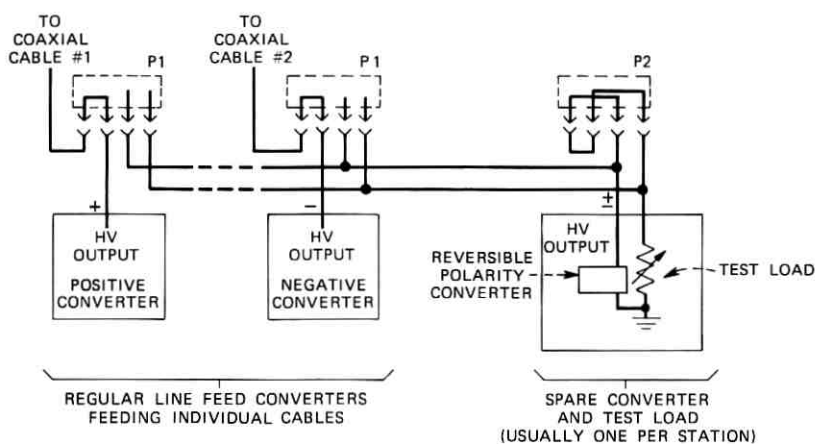 TO
COAXIAL
CABLE #1
P1
TO
COAXIAL
CABLE #2
P1
P2
+
HV
OUTPUT
POSITIVE
CONVERTER
−
HV
OUTPUT
NEGATIVE
CONVERTER
±
HV
OUTPUT
REVERSIBLE
POLARITY
CONVERTER
TEST LOAD
REGULAR LINE FEED CONVERTERS
FEEDING INDIVIDUAL CABLES
SPARE CONVERTER
AND TEST LOAD
(USUALLY ONE PER STATION)